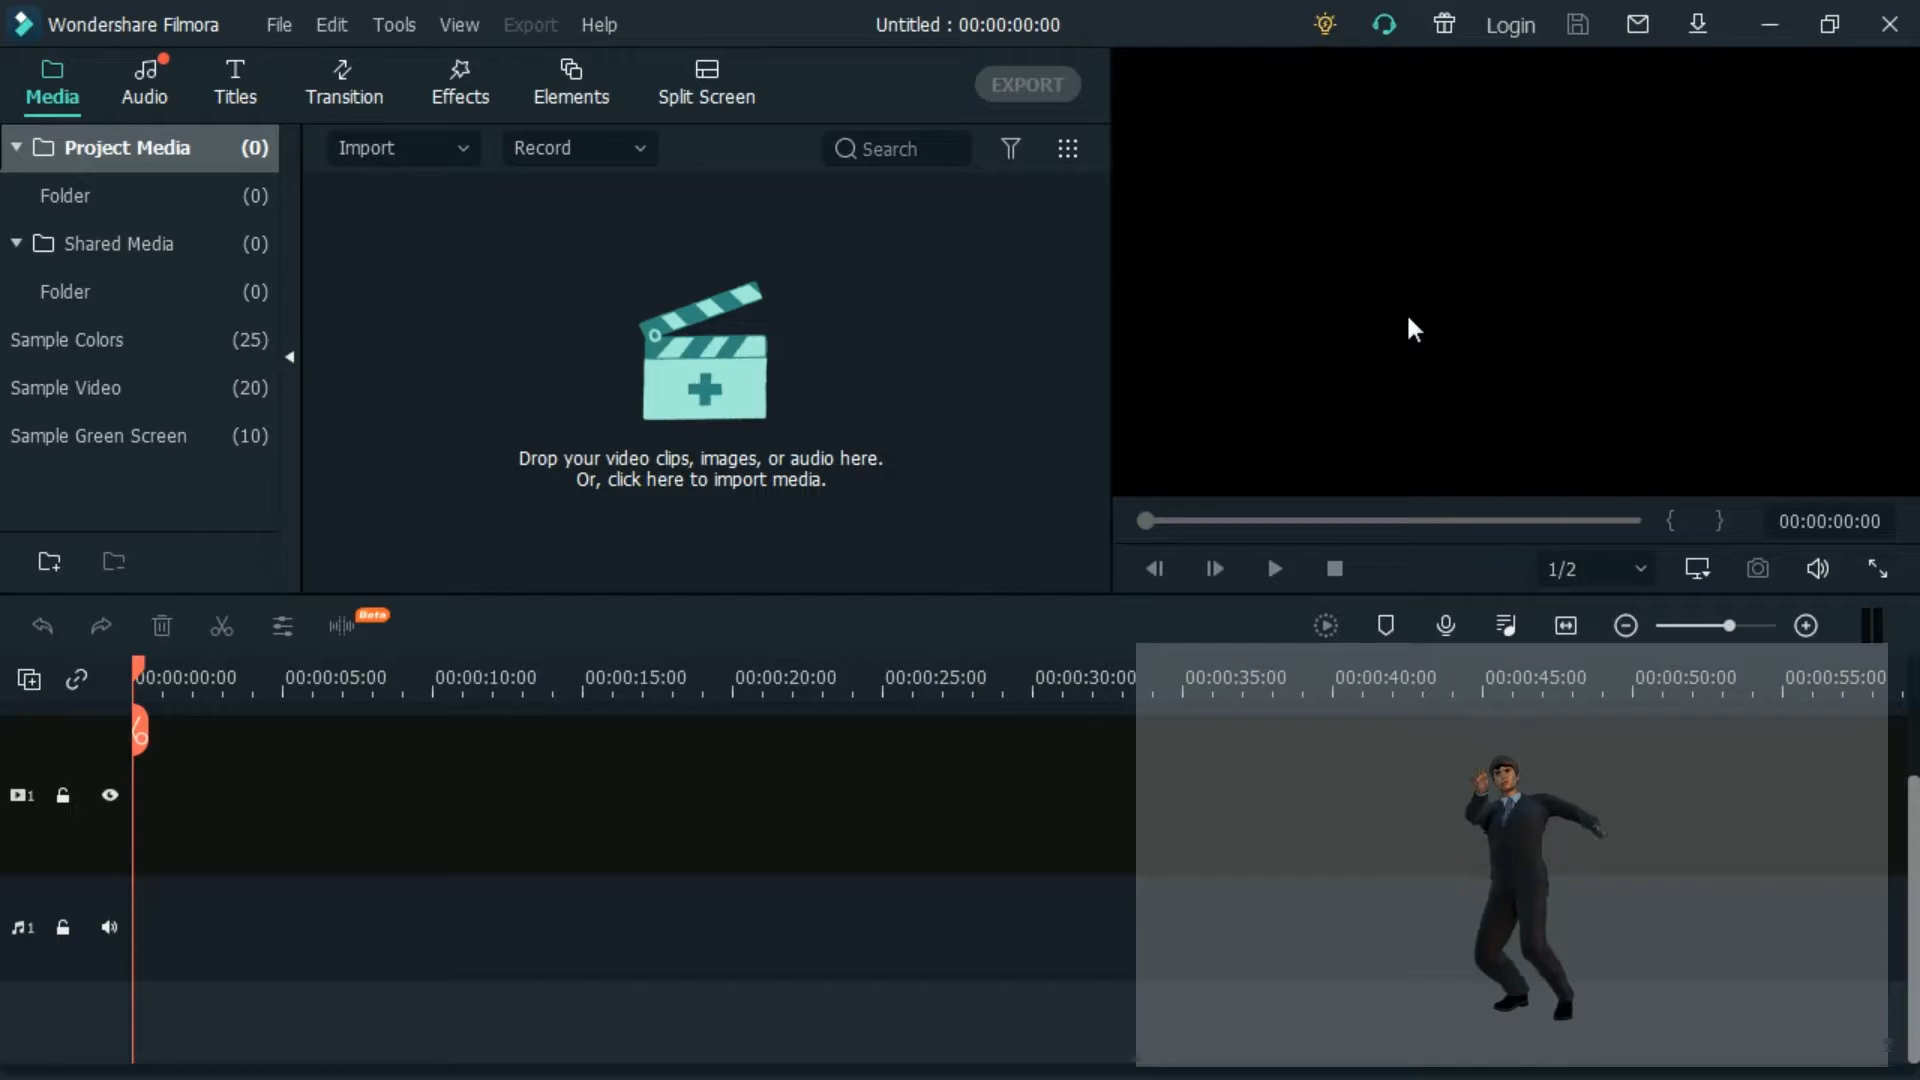 Wondershare Filmora File Edit Tools View Export Help Untitled : 00:00:00:00 Login
Media Audio Titles Transition Effects Elements Split Screen EXPORT
Project Media (0) Import Record Search
Folder (0)
Shared Media (0)
Folder (0)
Sample Colors (25)
Sample Video (20)
Sample Green Screen (10)
Drop your video clips, images, or audio here.
Or, click here to import media.
{ } 00:00:00:00
1/2
Beta
00:00:00:00 00:00:05:00 00:00:10:00 00:00:15:00 00:00:20:00 00:00:25:00 00:00:30:00 00:00:35:00 00:00:40:00 00:00:45:00 00:00:50:00 00:00:55:00
1
1